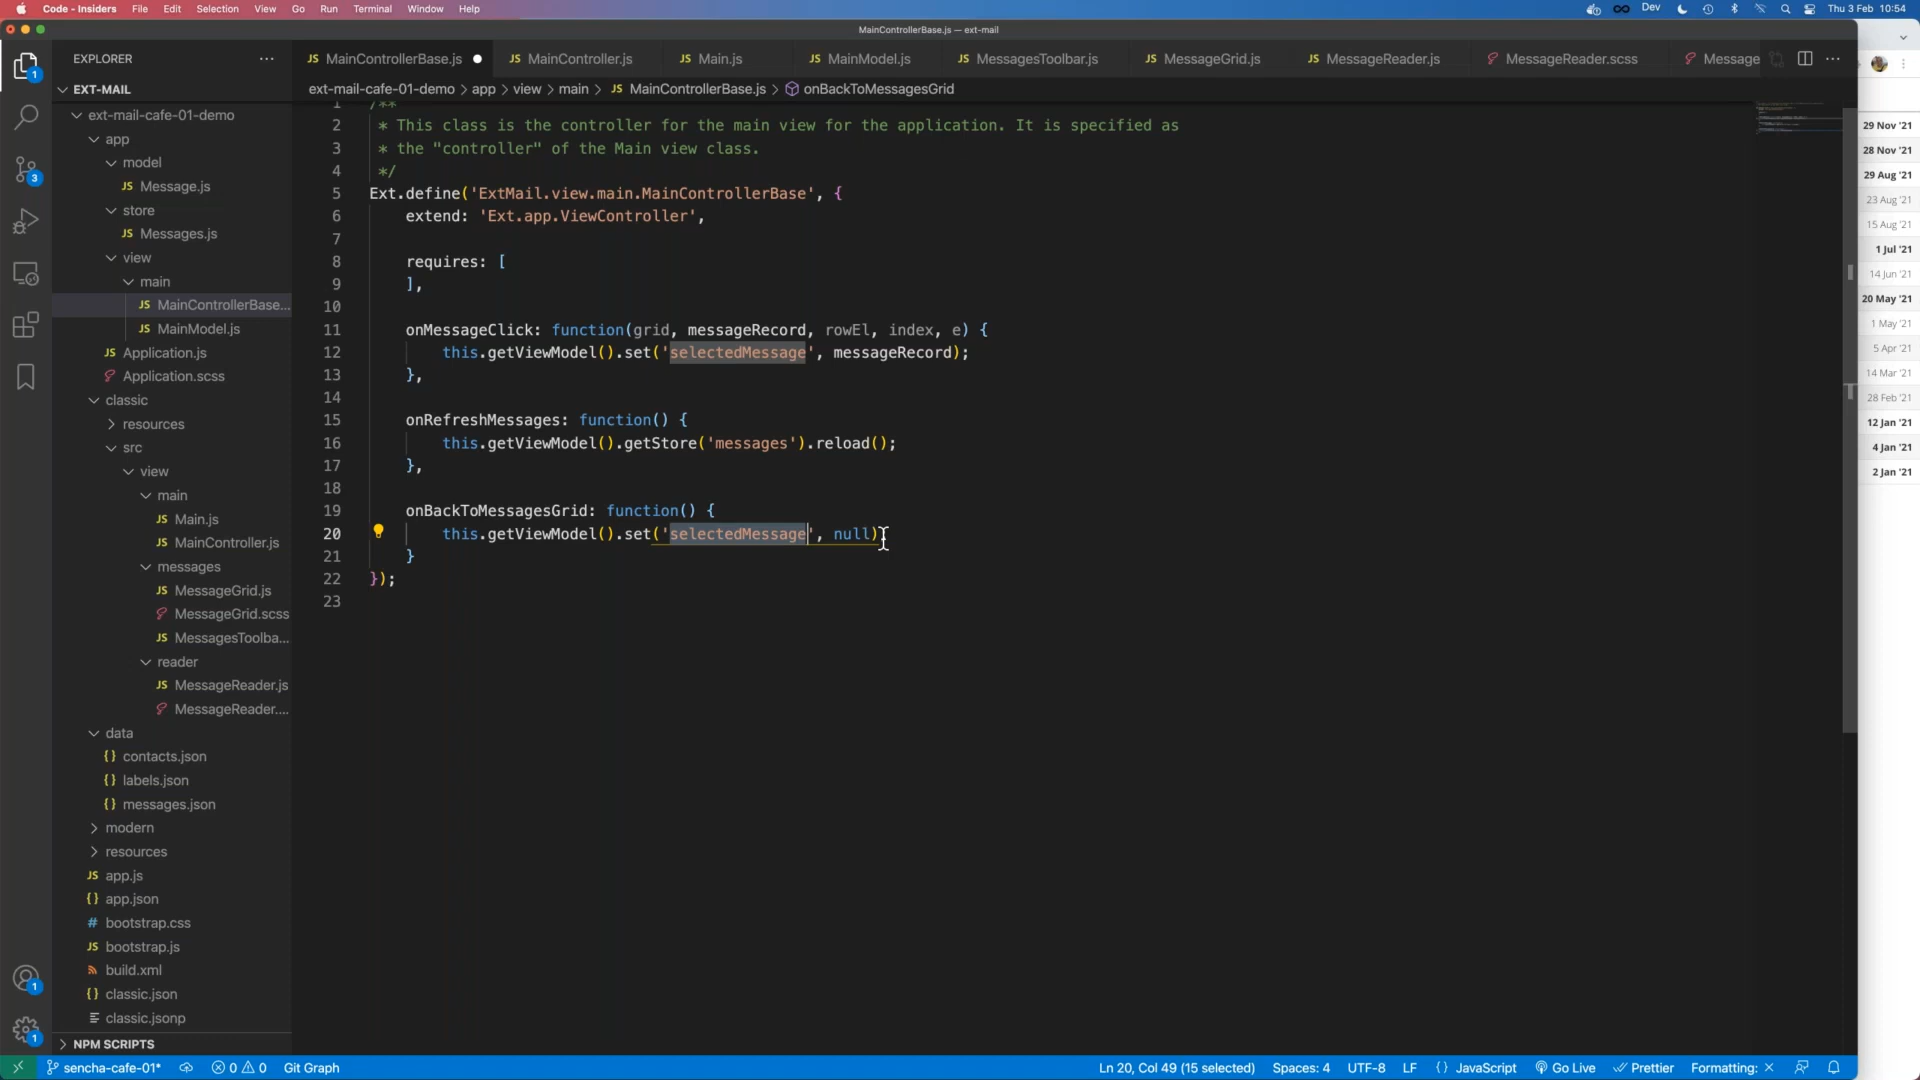 Code - Insiders File Edit Selection View Go Run Terminal Window Help Dev Thu 3 Feb 10:54
MainControllerBase.js — ext-mail
EXPLORER
MainControllerBase.js MainController.js Main.js MainModel.js MessagesToolbar.js MessageGrid.js MessageReader.js MessageReader.scss Message
ext-mail-cafe-01-demo > app > view > main > JS MainControllerBase.js > onBackToMessagesGrid
EXT-MAIL
ext-mail-cafe-01-demo
app
model
JS Message.js
store
JS Messages.js
view
main
JS MainControllerBase...
JS MainModel.js
JS Application.js
Application.scss
classic
resources
src
view
main
JS Main.js
JS MainController.js
messages
JS MessageGrid.js
MessageGrid.scss
JS MessagesToolba...
reader
JS MessageReader.js
MessageReader....
data
{} contacts.json
{} labels.json
{} messages.json
modern
resources
JS app.js
{} app.json
# bootstrap.css
JS bootstrap.js
build.xml
{} classic.json
classic.jsonp
NPM SCRIPTS
1 /**
2 * This class is the controller for the main view for the application. It is specified as
3 * the "controller" of the Main view class.
4 */
5 Ext.define('ExtMail.view.main.MainControllerBase', {
6 extend: 'Ext.app.ViewController',
7
8 requires: [
9 ],
10
11 onMessageClick: function(grid, messageRecord, rowEl, index, e) {
12 this.getViewModel().set('selectedMessage', messageRecord);
13 },
14
15 onRefreshMessages: function() {
16 this.getViewModel().getStore('messages').reload();
17 },
18
19 onBackToMessagesGrid: function() {
20 this.getViewModel().set('selectedMessage', null)
21 }
22 });
23
29 Nov '21
28 Nov '21
29 Aug '21
23 Aug '21
15 Aug '21
1 Jul '21
14 Jun '21
20 May '21
1 May '21
5 Apr '21
14 Mar '21
28 Feb '21
12 Jan '21
4 Jan '21
2 Jan '21
sencha-cafe-01* 0 0 Git Graph Ln 20, Col 49 (15 selected) Spaces: 4 UTF-8 LF {} JavaScript Go Live Prettier Formatting: ×